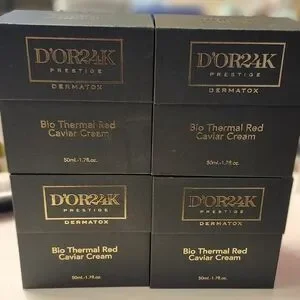 D'OR24K
PRESTIGE
DERMATOX
Bio Thermal Red
Caviar Cream
50ml.-1.7fl.oz.
D'OR24K
PRESTIGE
DERMATOX
Bio Thermal Red
Caviar Cream
50ml.-1.7fl.oz.
D'OR24K
PRESTIGE
DERMATOX
Bio Thermal Red
Caviar Cream
50ml.-1.7fl.oz.
D'OR24K
PRESTIGE
DERMATOX
Bio Thermal Red
Caviar Cream
50ml.-1.7fl.oz.